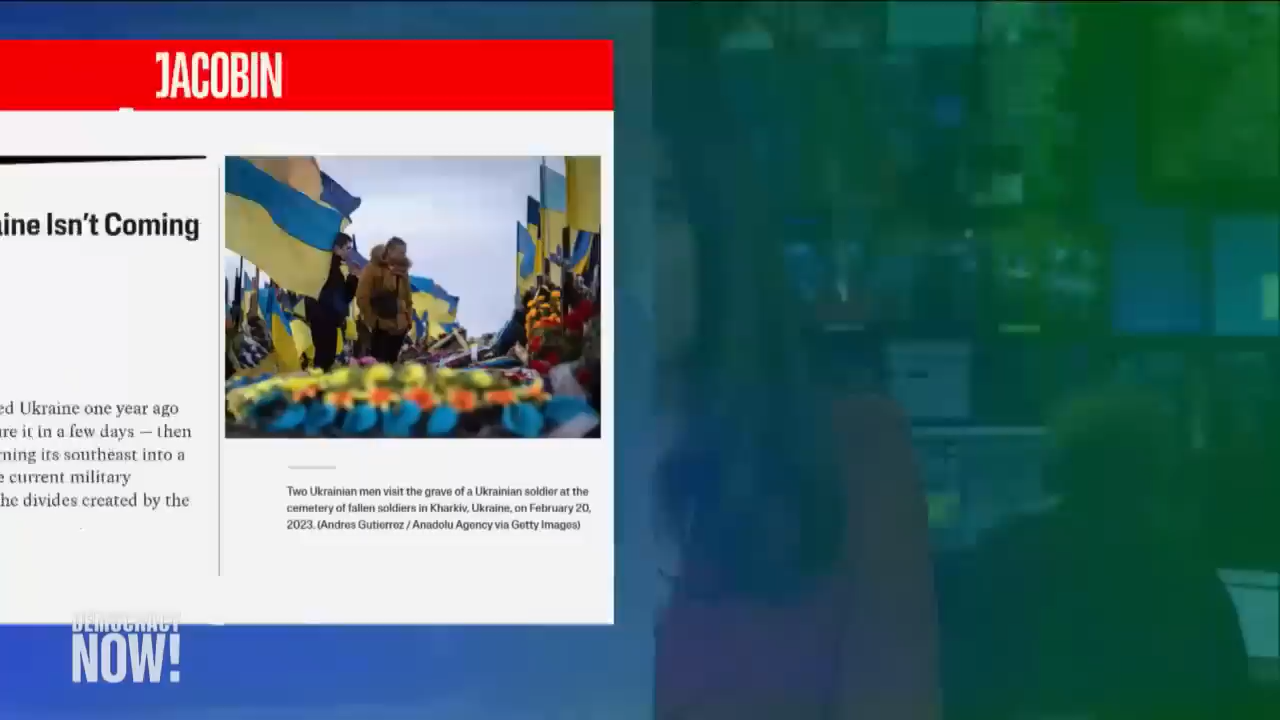 JACOBIN
ine Isn't Coming
ed Ukraine one year ago
re it in a few days — then
ning its southeast into a
e current military
he divides created by the
Two Ukrainian men visit the grave of a Ukrainian soldier at the
cemetery of fallen soldiers in Kharkiv, Ukraine, on February 20,
2023. (Andres Gutierrez / Anadolu Agency via Getty Images)
DEMOCRACY
NOW!